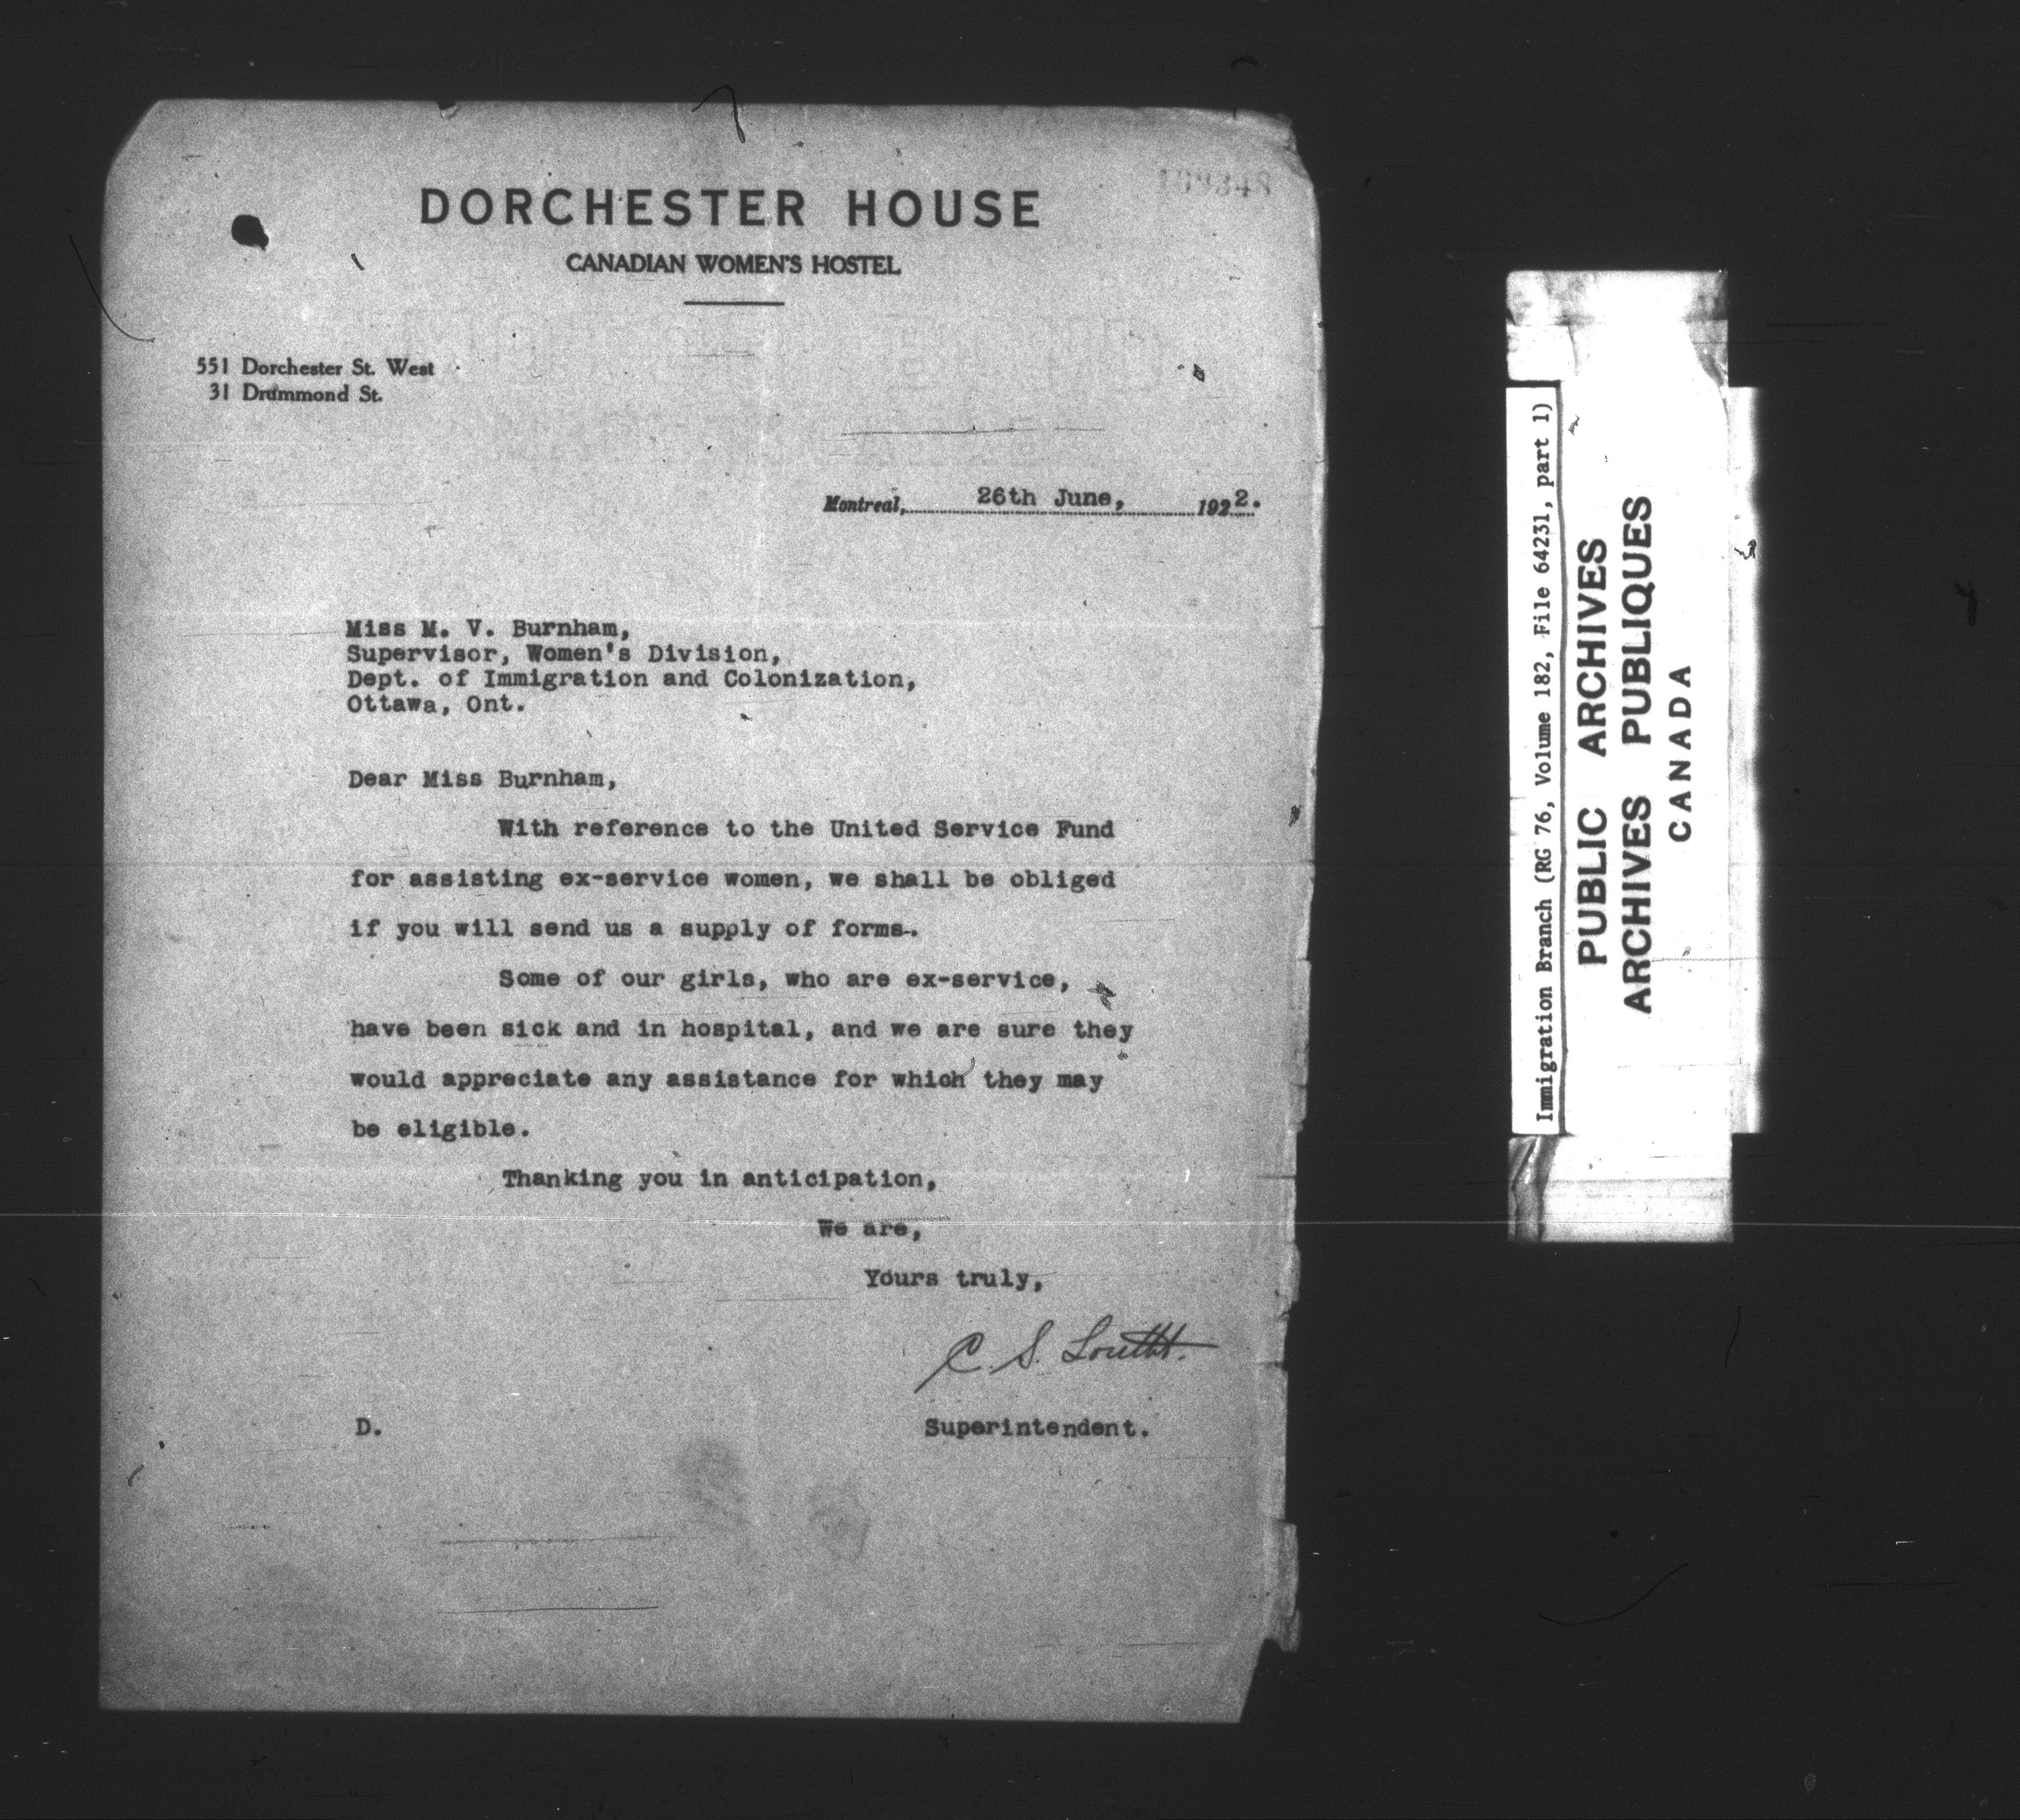 DORCHESTER HOUSE
CANADIAN WOMEN'S HOSTEL
551 Dorchester St. West
31 Drummond St.
Montreal, 26th June, 1922.
Miss M. V. Burnham,
Supervisor, Women's Division,
Dept. of Immigration and Colonization,
Ottawa, Ont.
Dear Miss Burnham,
With reference to the United Service Fund
for assisting ex-service women, we shall be obliged
if you will send us a supply of forms.
Some of our girls, who are ex-service,
have been sick and in hospital, and we are sure they
would appreciate any assistance for which they may
be eligible.
Thanking you in anticipation,
We are,
Yours truly,
C. S.
D.
Superintendent.
Immigration Branch (RG 76, Volume 182, File 64231, part 1)
PUBLIC ARCHIVES
ARCHIVES PUBLIQUES
CANADA